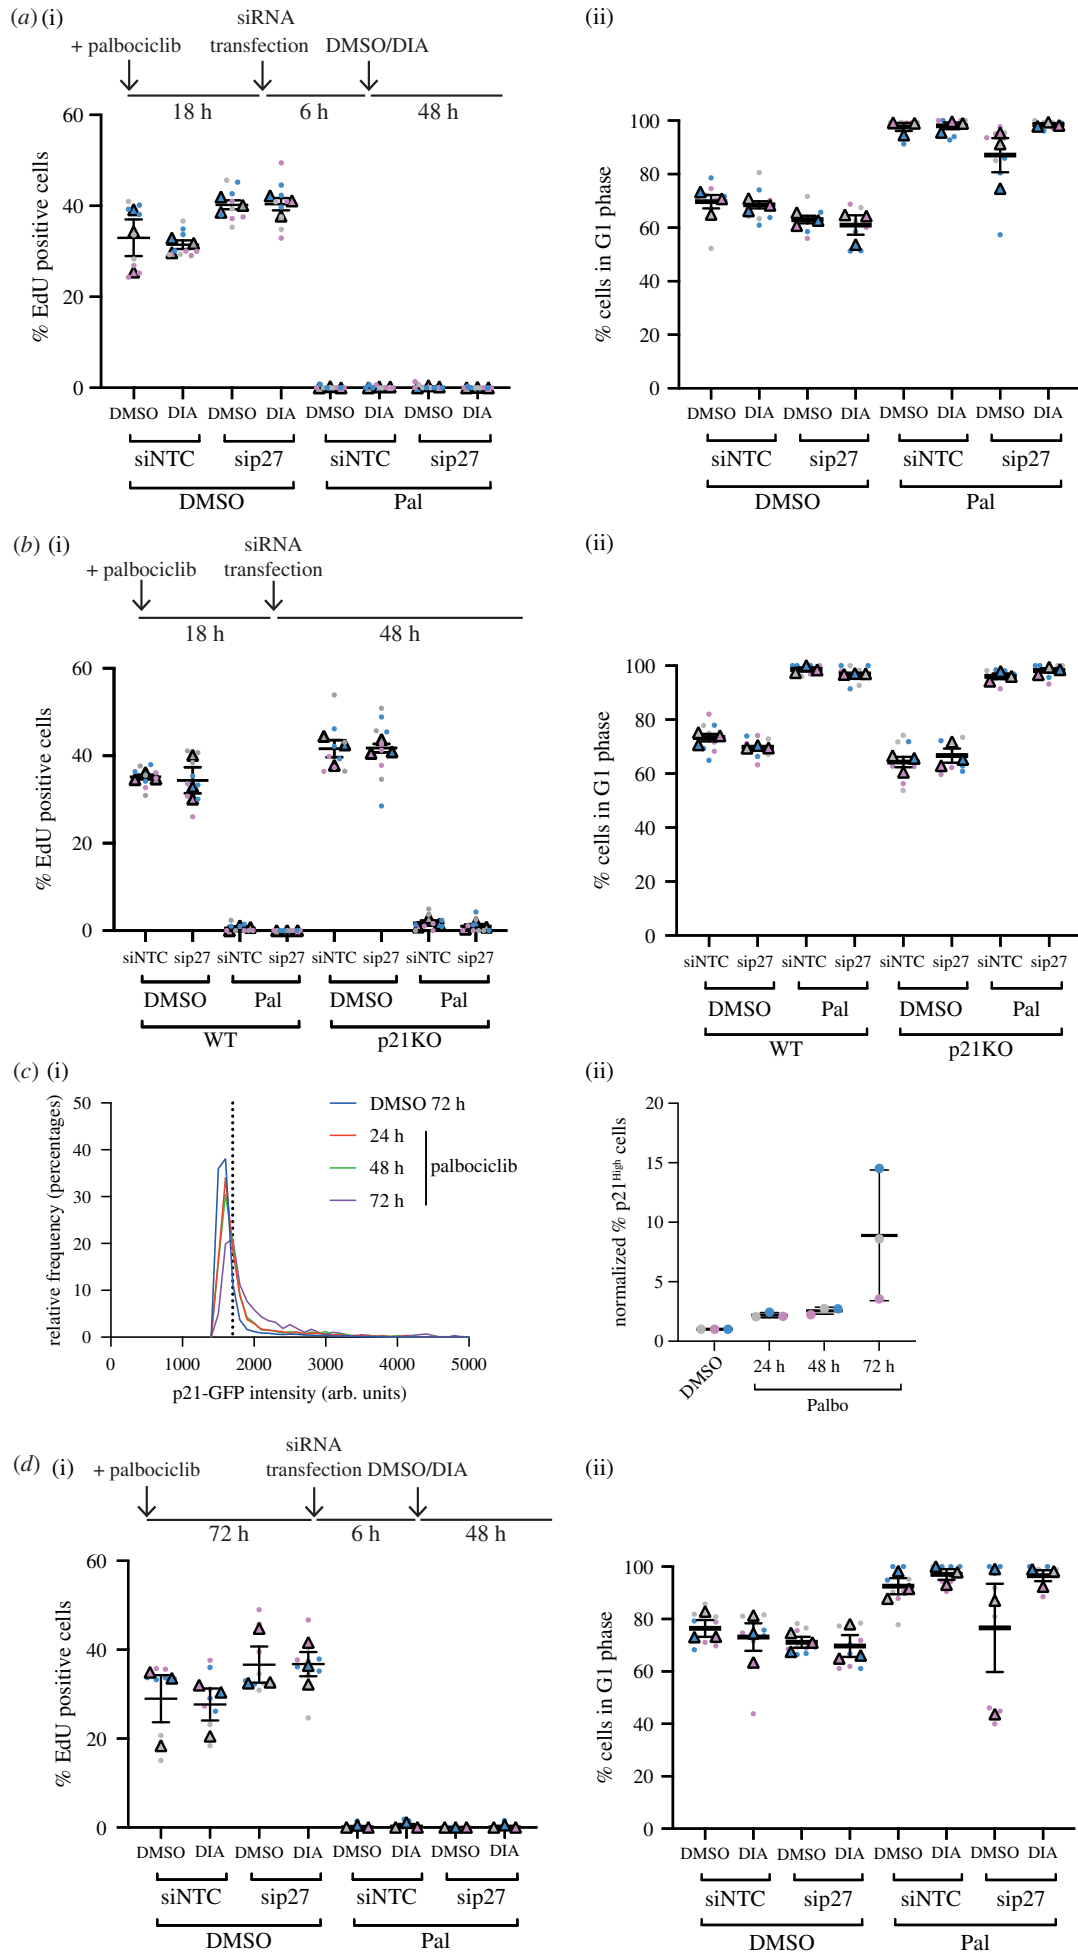 (a) (i)
siRNA
+ palbociclib transfection DMSO/DIA
18 h 6 h 48 h
60
40
20
0
% EdU positive cells
DMSO DIA DMSO DIA DMSO DIA DMSO DIA
siNTC sip27 siNTC sip27
DMSO Pal
(ii)
100
80
60
40
20
0
% cells in G1 phase
DMSO DIA DMSO DIA DMSO DIA DMSO DIA
siNTC sip27 siNTC sip27
DMSO Pal
(b) (i)
siRNA
+ palbociclib transfection
18 h 48 h
60
40
20
0
% EdU positive cells
siNTC sip27 siNTC sip27 siNTC sip27 siNTC sip27
DMSO Pal DMSO Pal
WT p21KO
(ii)
100
80
60
40
20
0
% cells in G1 phase
siNTC sip27 siNTC sip27 siNTC sip27 siNTC sip27
DMSO Pal DMSO Pal
WT p21KO
(c) (i)
50
40
30
20
10
0
relative frequency (percentages)
DMSO 72 h
24 h
48 h
72 h
palbociclib
0 1000 2000 3000 4000 5000
p21-GFP intensity (arb. units)
(ii)
20
15
10
5
0
normalized % p21High cells
DMSO 24 h 48 h 72 h
Palbo
(d) (i)
siRNA
+ palbociclib transfection DMSO/DIA
72 h 6 h 48 h
60
40
20
0
% EdU positive cells
DMSO DIA DMSO DIA DMSO DIA DMSO DIA
siNTC sip27 siNTC sip27
DMSO Pal
(ii)
100
80
60
40
20
0
% cells in G1 phase
DMSO DIA DMSO DIA DMSO DIA DMSO DIA
siNTC sip27 siNTC sip27
DMSO Pal